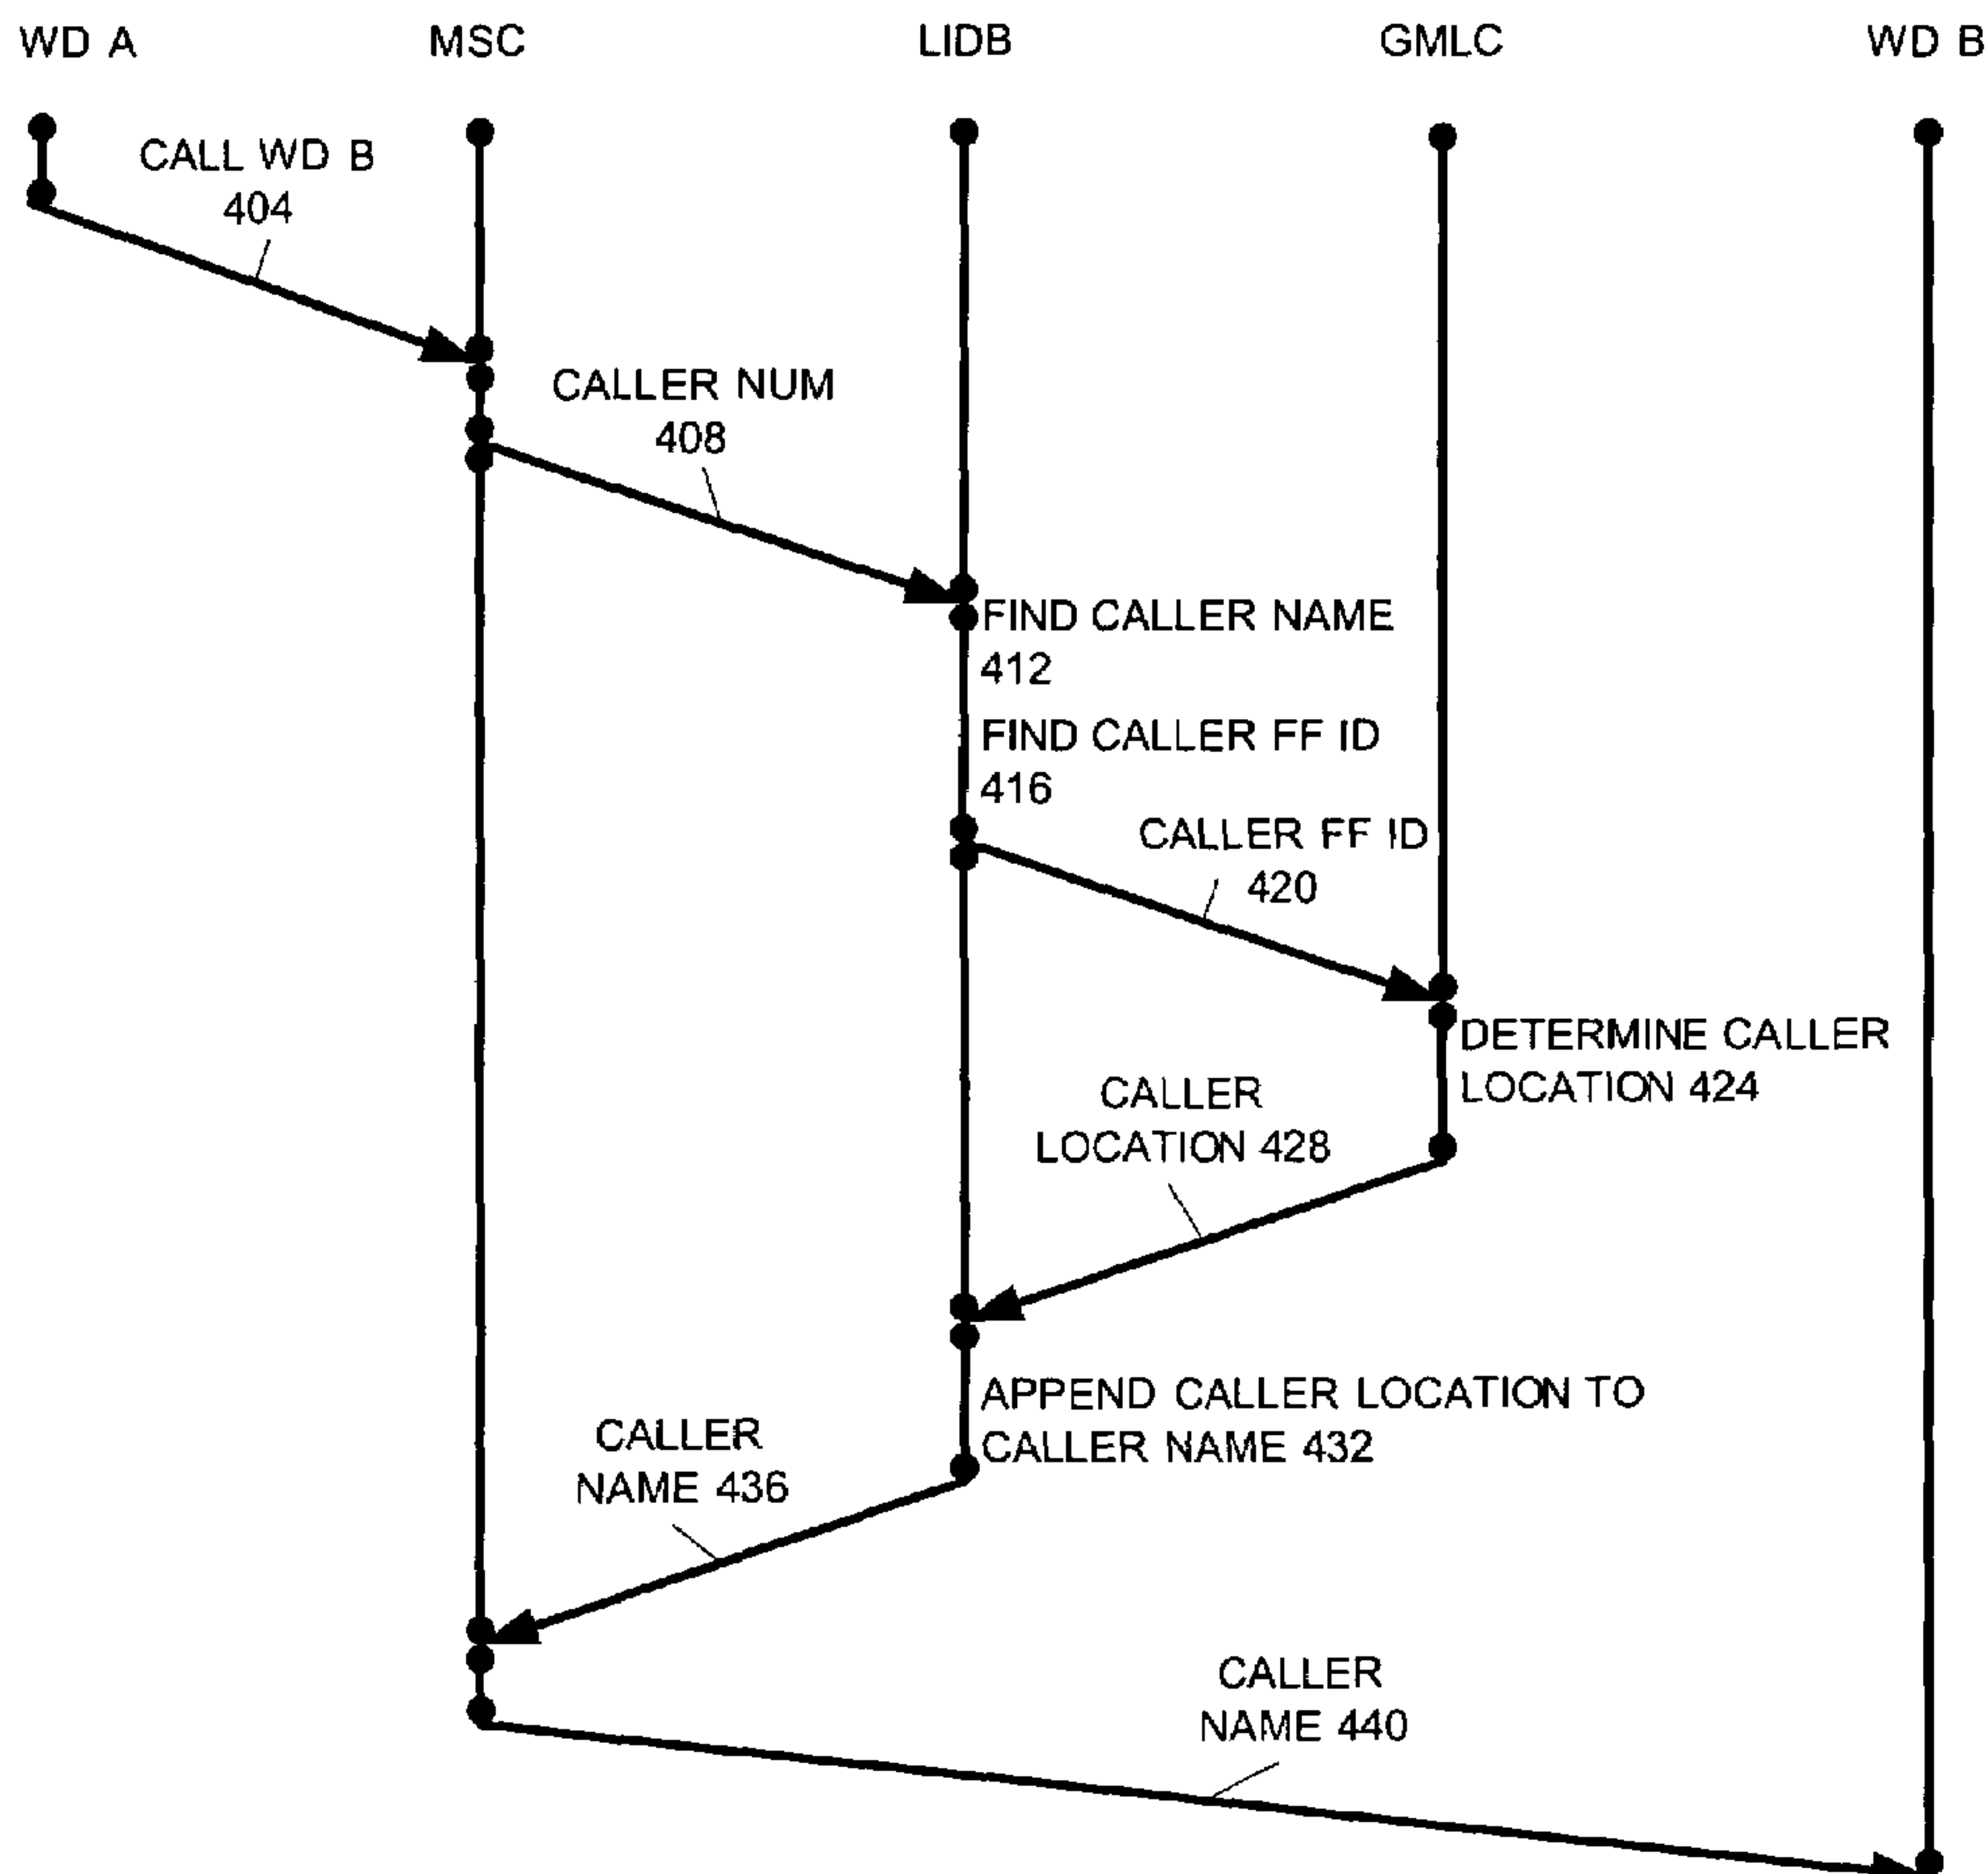 WD A
MSC
LIDB
GMLC
WD B
CALL WD B
404
CALLER NUM
408
FIND CALLER NAME
412
FIND CALLER FF ID
416
CALLER FF ID
420
DETERMINE CALLER
LOCATION 424
CALLER
LOCATION 428
APPEND CALLER LOCATION TO
CALLER NAME 432
CALLER
NAME 436
CALLER
NAME 440